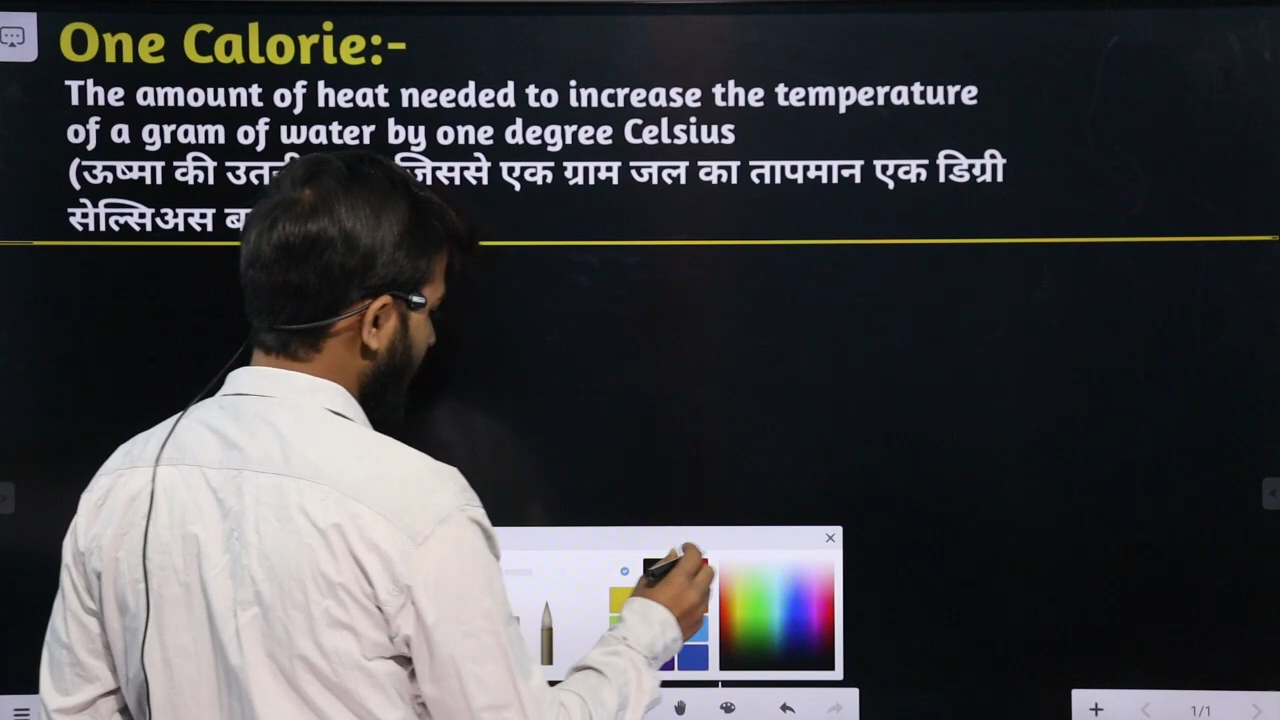 One Calorie:-
The amount of heat needed to increase the temperature
of a gram of water by one degree Celsius
(ऊष्मा की जिससे एक ग्राम जल का तापमान एक डिग्री
सेल्सिअस
1/1